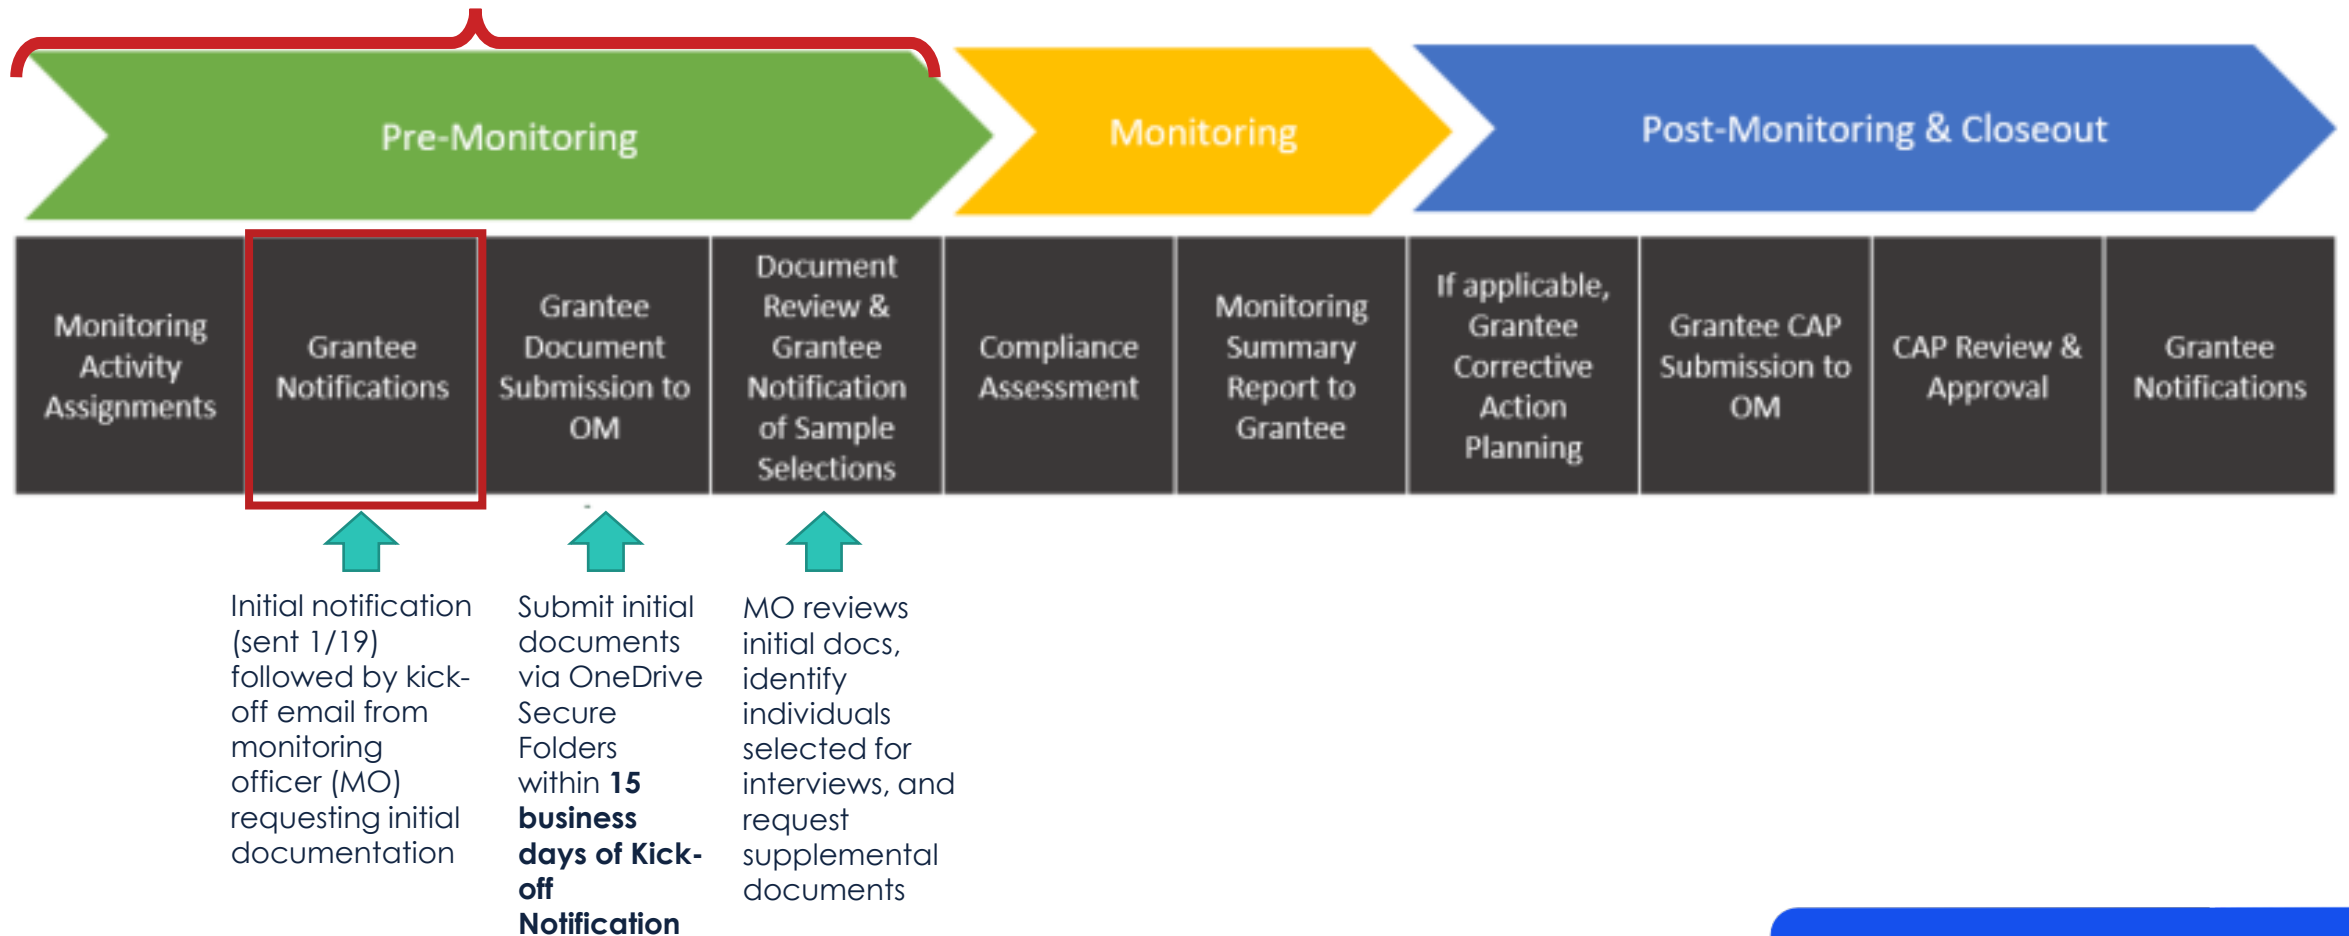 Pre-Monitoring
Monitoring
Post-Monitoring & Closeout
Monitoring
Activity
Assignments
Grantee
Notifications
Grantee
Document
Submission to
OM
Document
Review &
Grantee
Notification
of Sample
Selections
Compliance
Assessment
Monitoring
Summary
Report to
Grantee
If applicable,
Grantee
Corrective
Action
Planning
Grantee CAP
Submission to
OM
CAP Review &
Approval
Grantee
Notifications
Initial notification
(sent 1/19)
followed by kick-
off email from
monitoring
officer (MO)
requesting initial
documentation
Submit initial
documents
via OneDrive
Secure
Folders
within 15
business
days of Kick-
off
Notification
MO reviews
initial docs,
identify
individuals
selected for
interviews, and
request
supplemental
documents